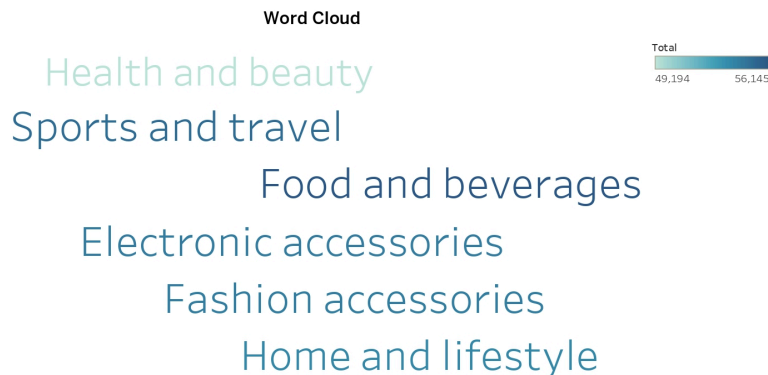 Word Cloud
Total
49,194 56,145
Health and beauty
Sports and travel
Food and beverages
Electronic accessories
Fashion accessories
Home and lifestyle